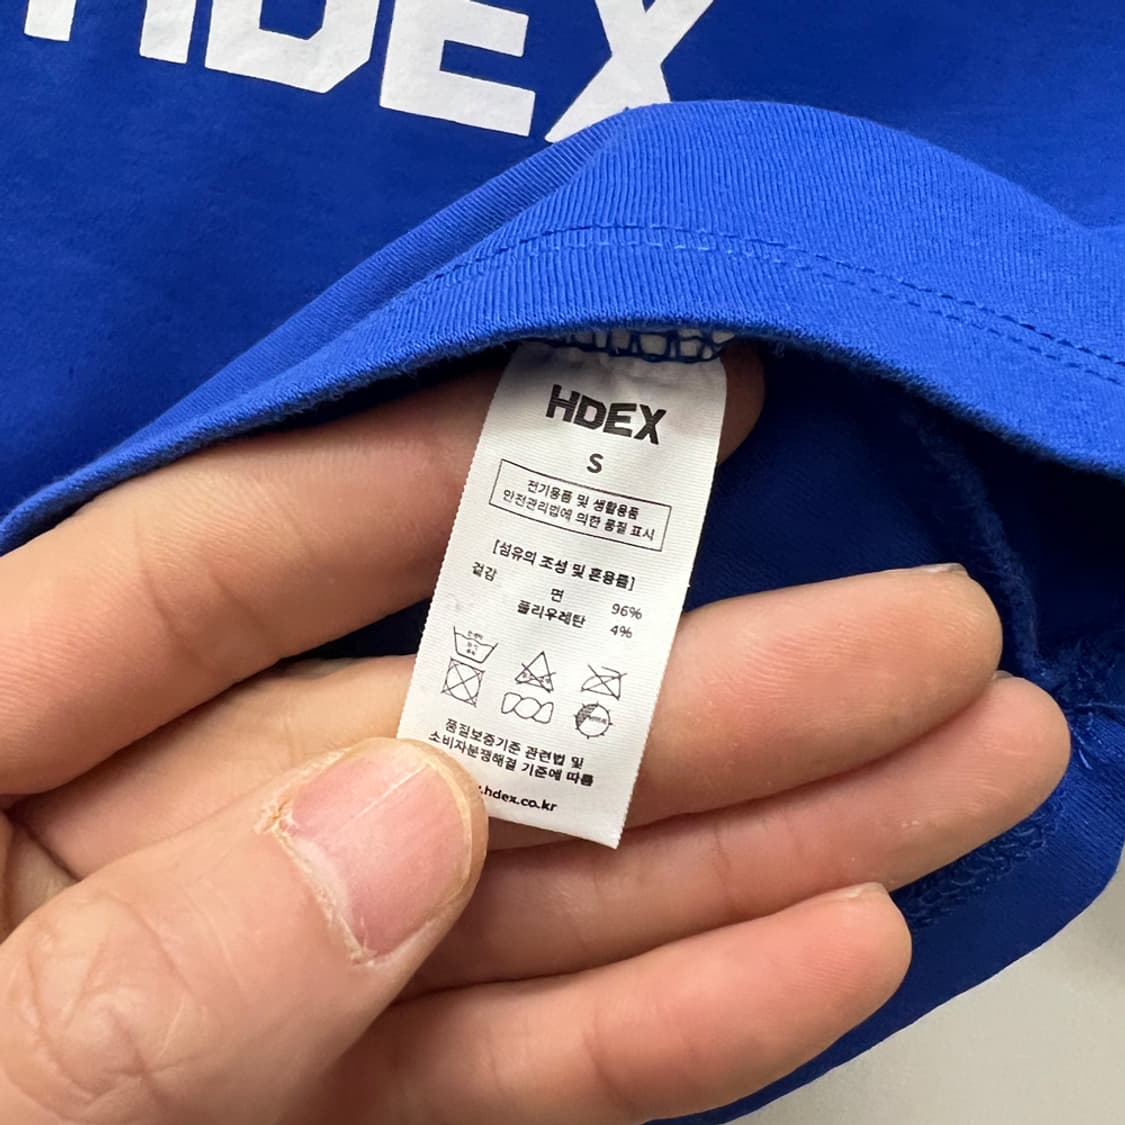 HDEX
HDEX
S
전기용품 및 생활용품
안전관리법에 의한 품질 표시
[섬유의 조성 및 혼용률]
겉감
면 96%
폴리우레탄 4%
품질보증기준 관련법 및
소비자분쟁해결 기준에 따름
.hdex.co.kr